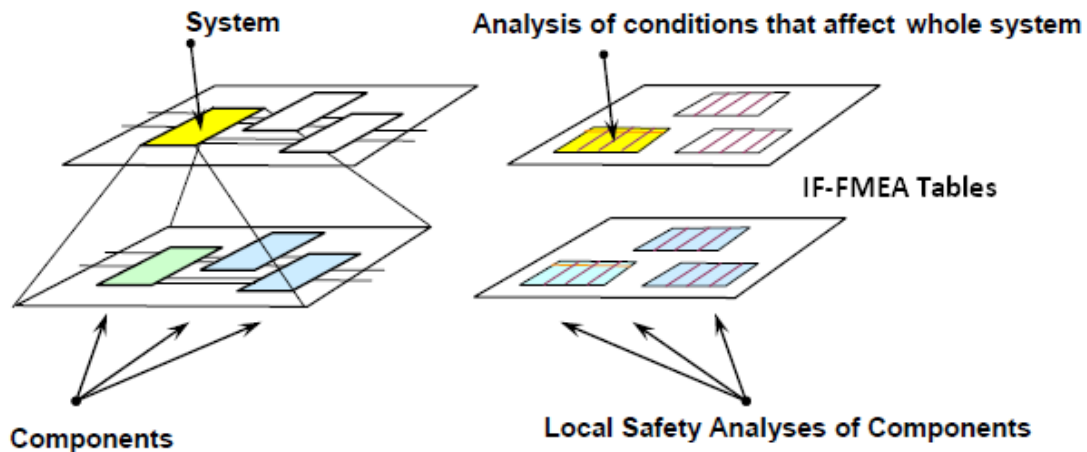 System
Analysis of conditions that affect whole system
IF-FMEA Tables
Components
Local Safety Analyses of Components